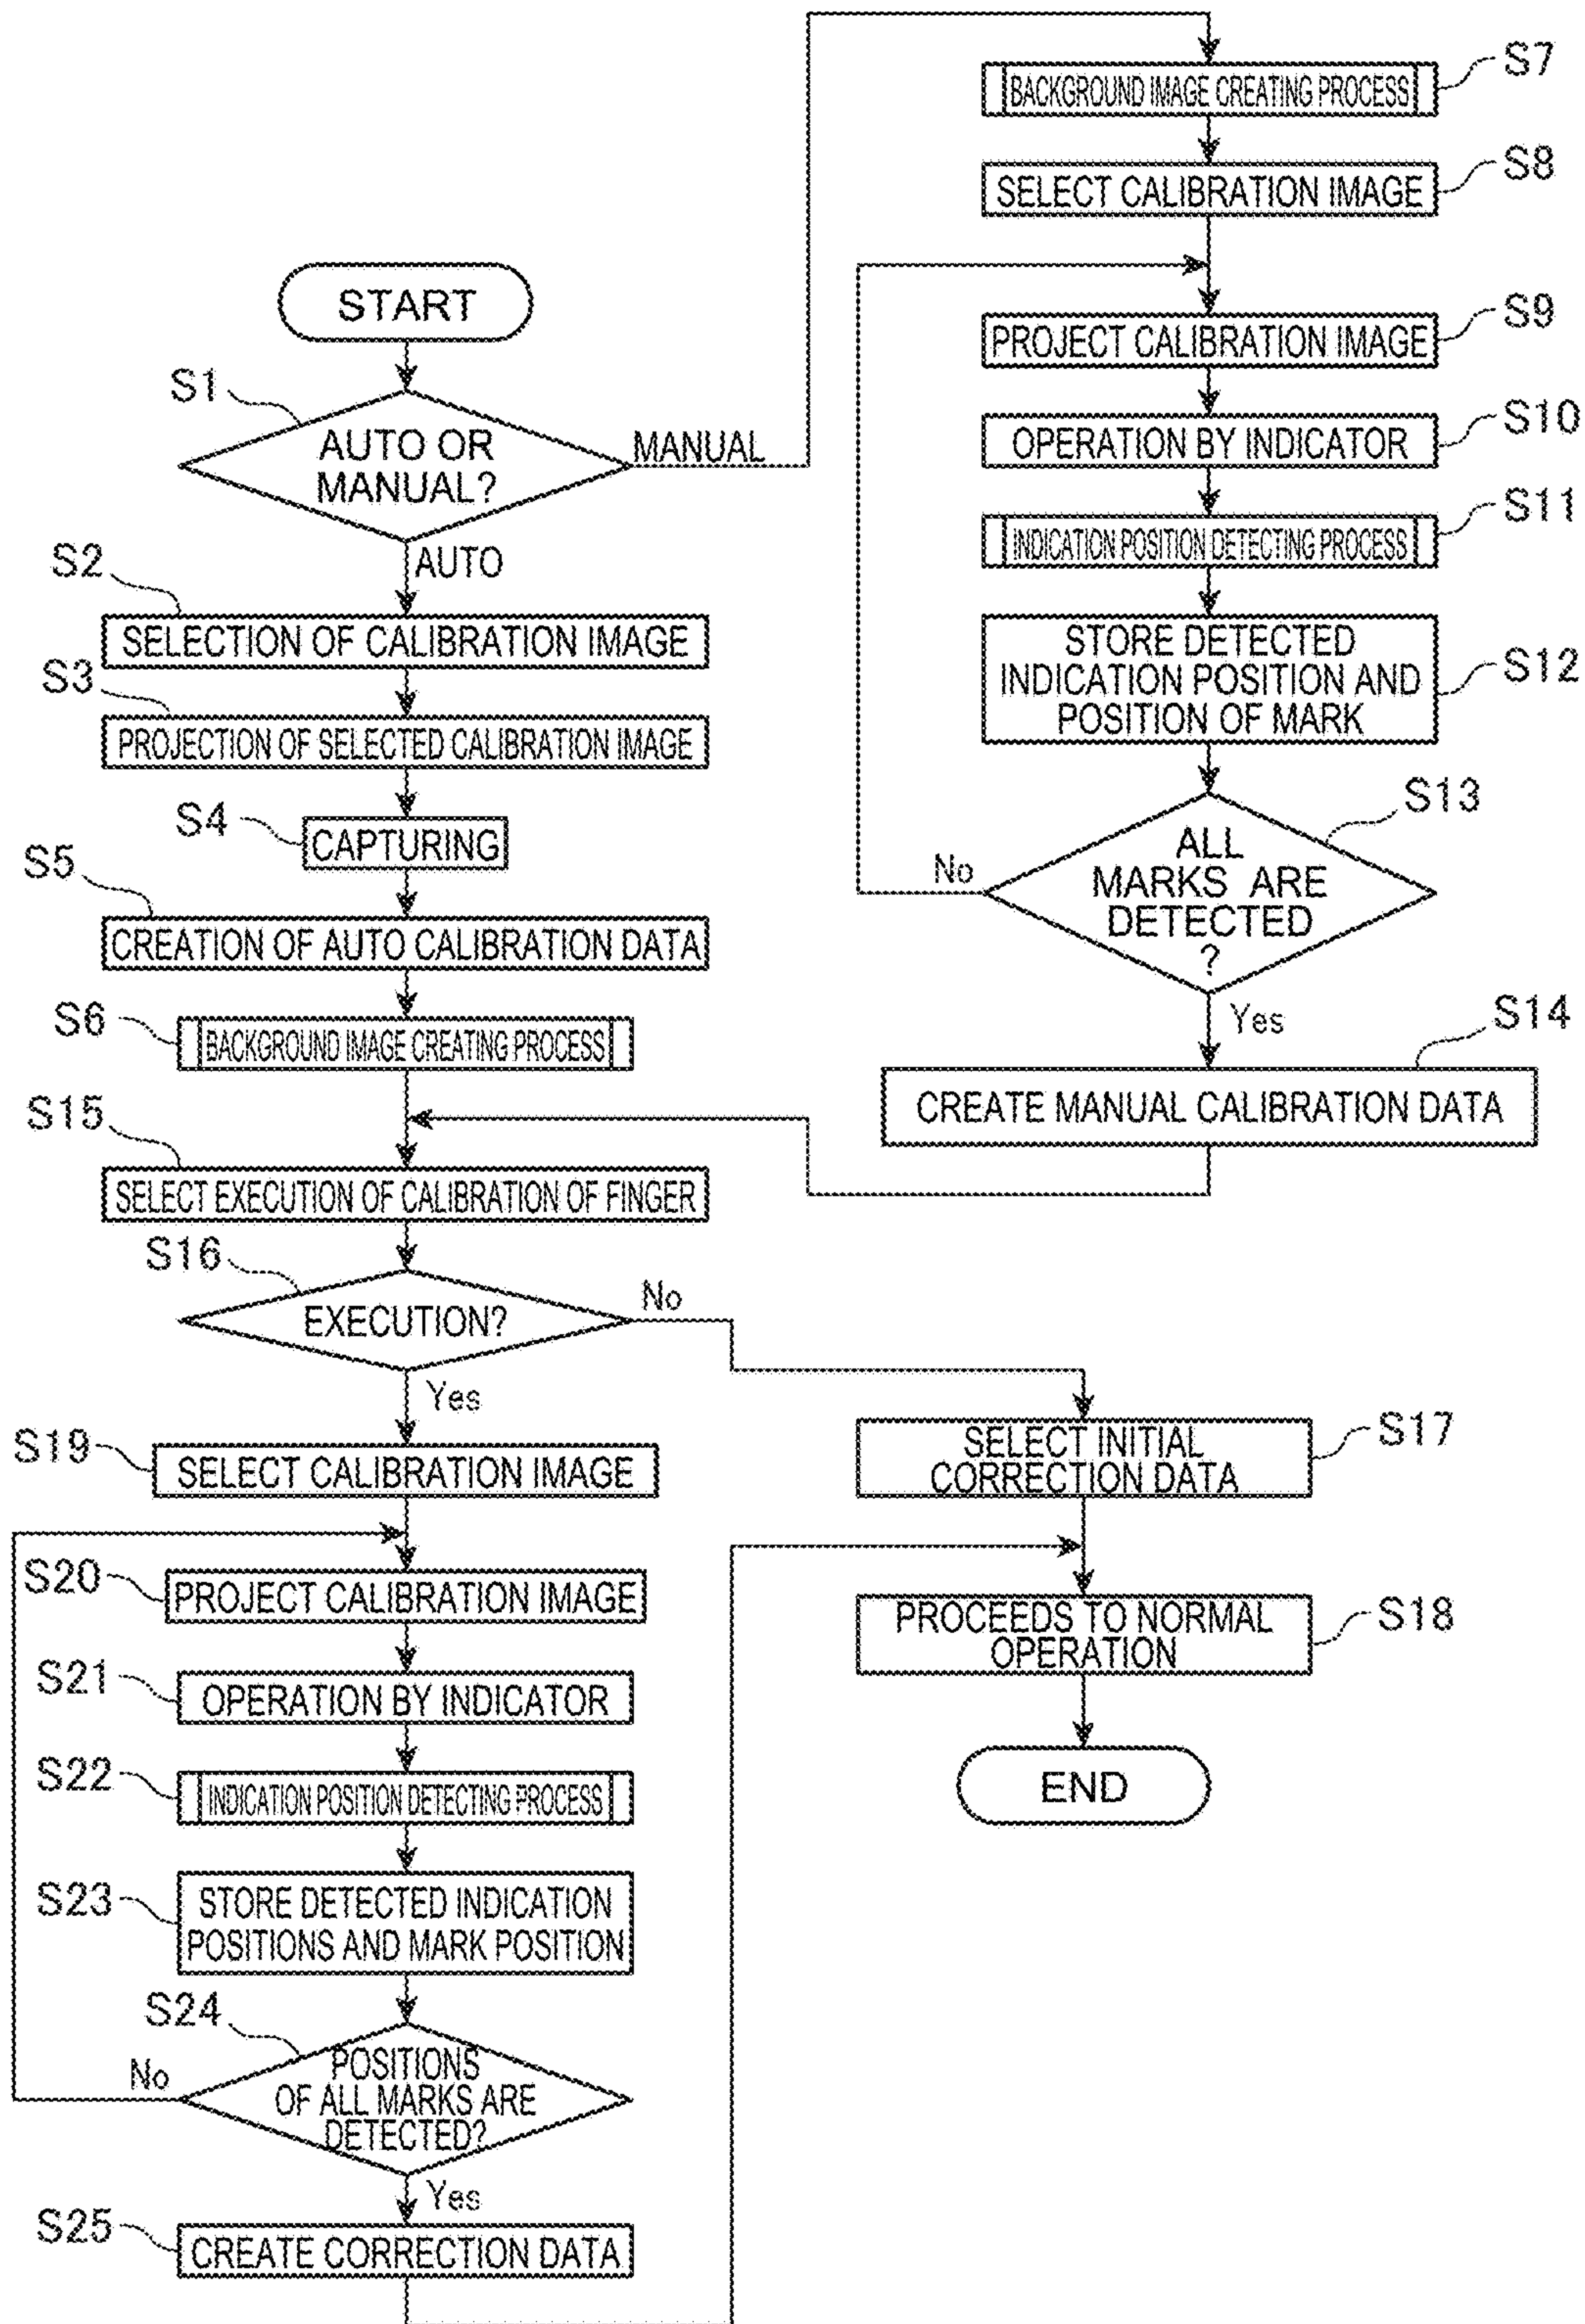 START
S1
AUTO OR
MANUAL?
MANUAL
AUTO
S2
SELECTION OF CALIBRATION IMAGE
S3
PROJECTION OF SELECTED CALIBRATION IMAGE
S4
CAPTURING
S5
CREATION OF AUTO CALIBRATION DATA
S6
BACKGROUND IMAGE CREATING PROCESS
S7
BACKGROUND IMAGE CREATING PROCESS
S8
SELECT CALIBRATION IMAGE
S9
PROJECT CALIBRATION IMAGE
S10
OPERATION BY INDICATOR
S11
INDICATION POSITION DETECTING PROCESS
S12
STORE DETECTED
INDICATION POSITION AND
POSITION OF MARK
S13
ALL
MARKS ARE
DETECTED
?
No
Yes
S14
CREATE MANUAL CALIBRATION DATA
S15
SELECT EXECUTION OF CALIBRATION OF FINGER
S16
EXECUTION?
No
Yes
S17
SELECT INITIAL
CORRECTION DATA
S18
PROCEEDS TO NORMAL
OPERATION
END
S19
SELECT CALIBRATION IMAGE
S20
PROJECT CALIBRATION IMAGE
S21
OPERATION BY INDICATOR
S22
INDICATION POSITION DETECTING PROCESS
S23
STORE DETECTED INDICATION
POSITIONS AND MARK POSITION
S24
POSITIONS
OF ALL MARKS ARE
DETECTED?
No
Yes
S25
CREATE CORRECTION DATA